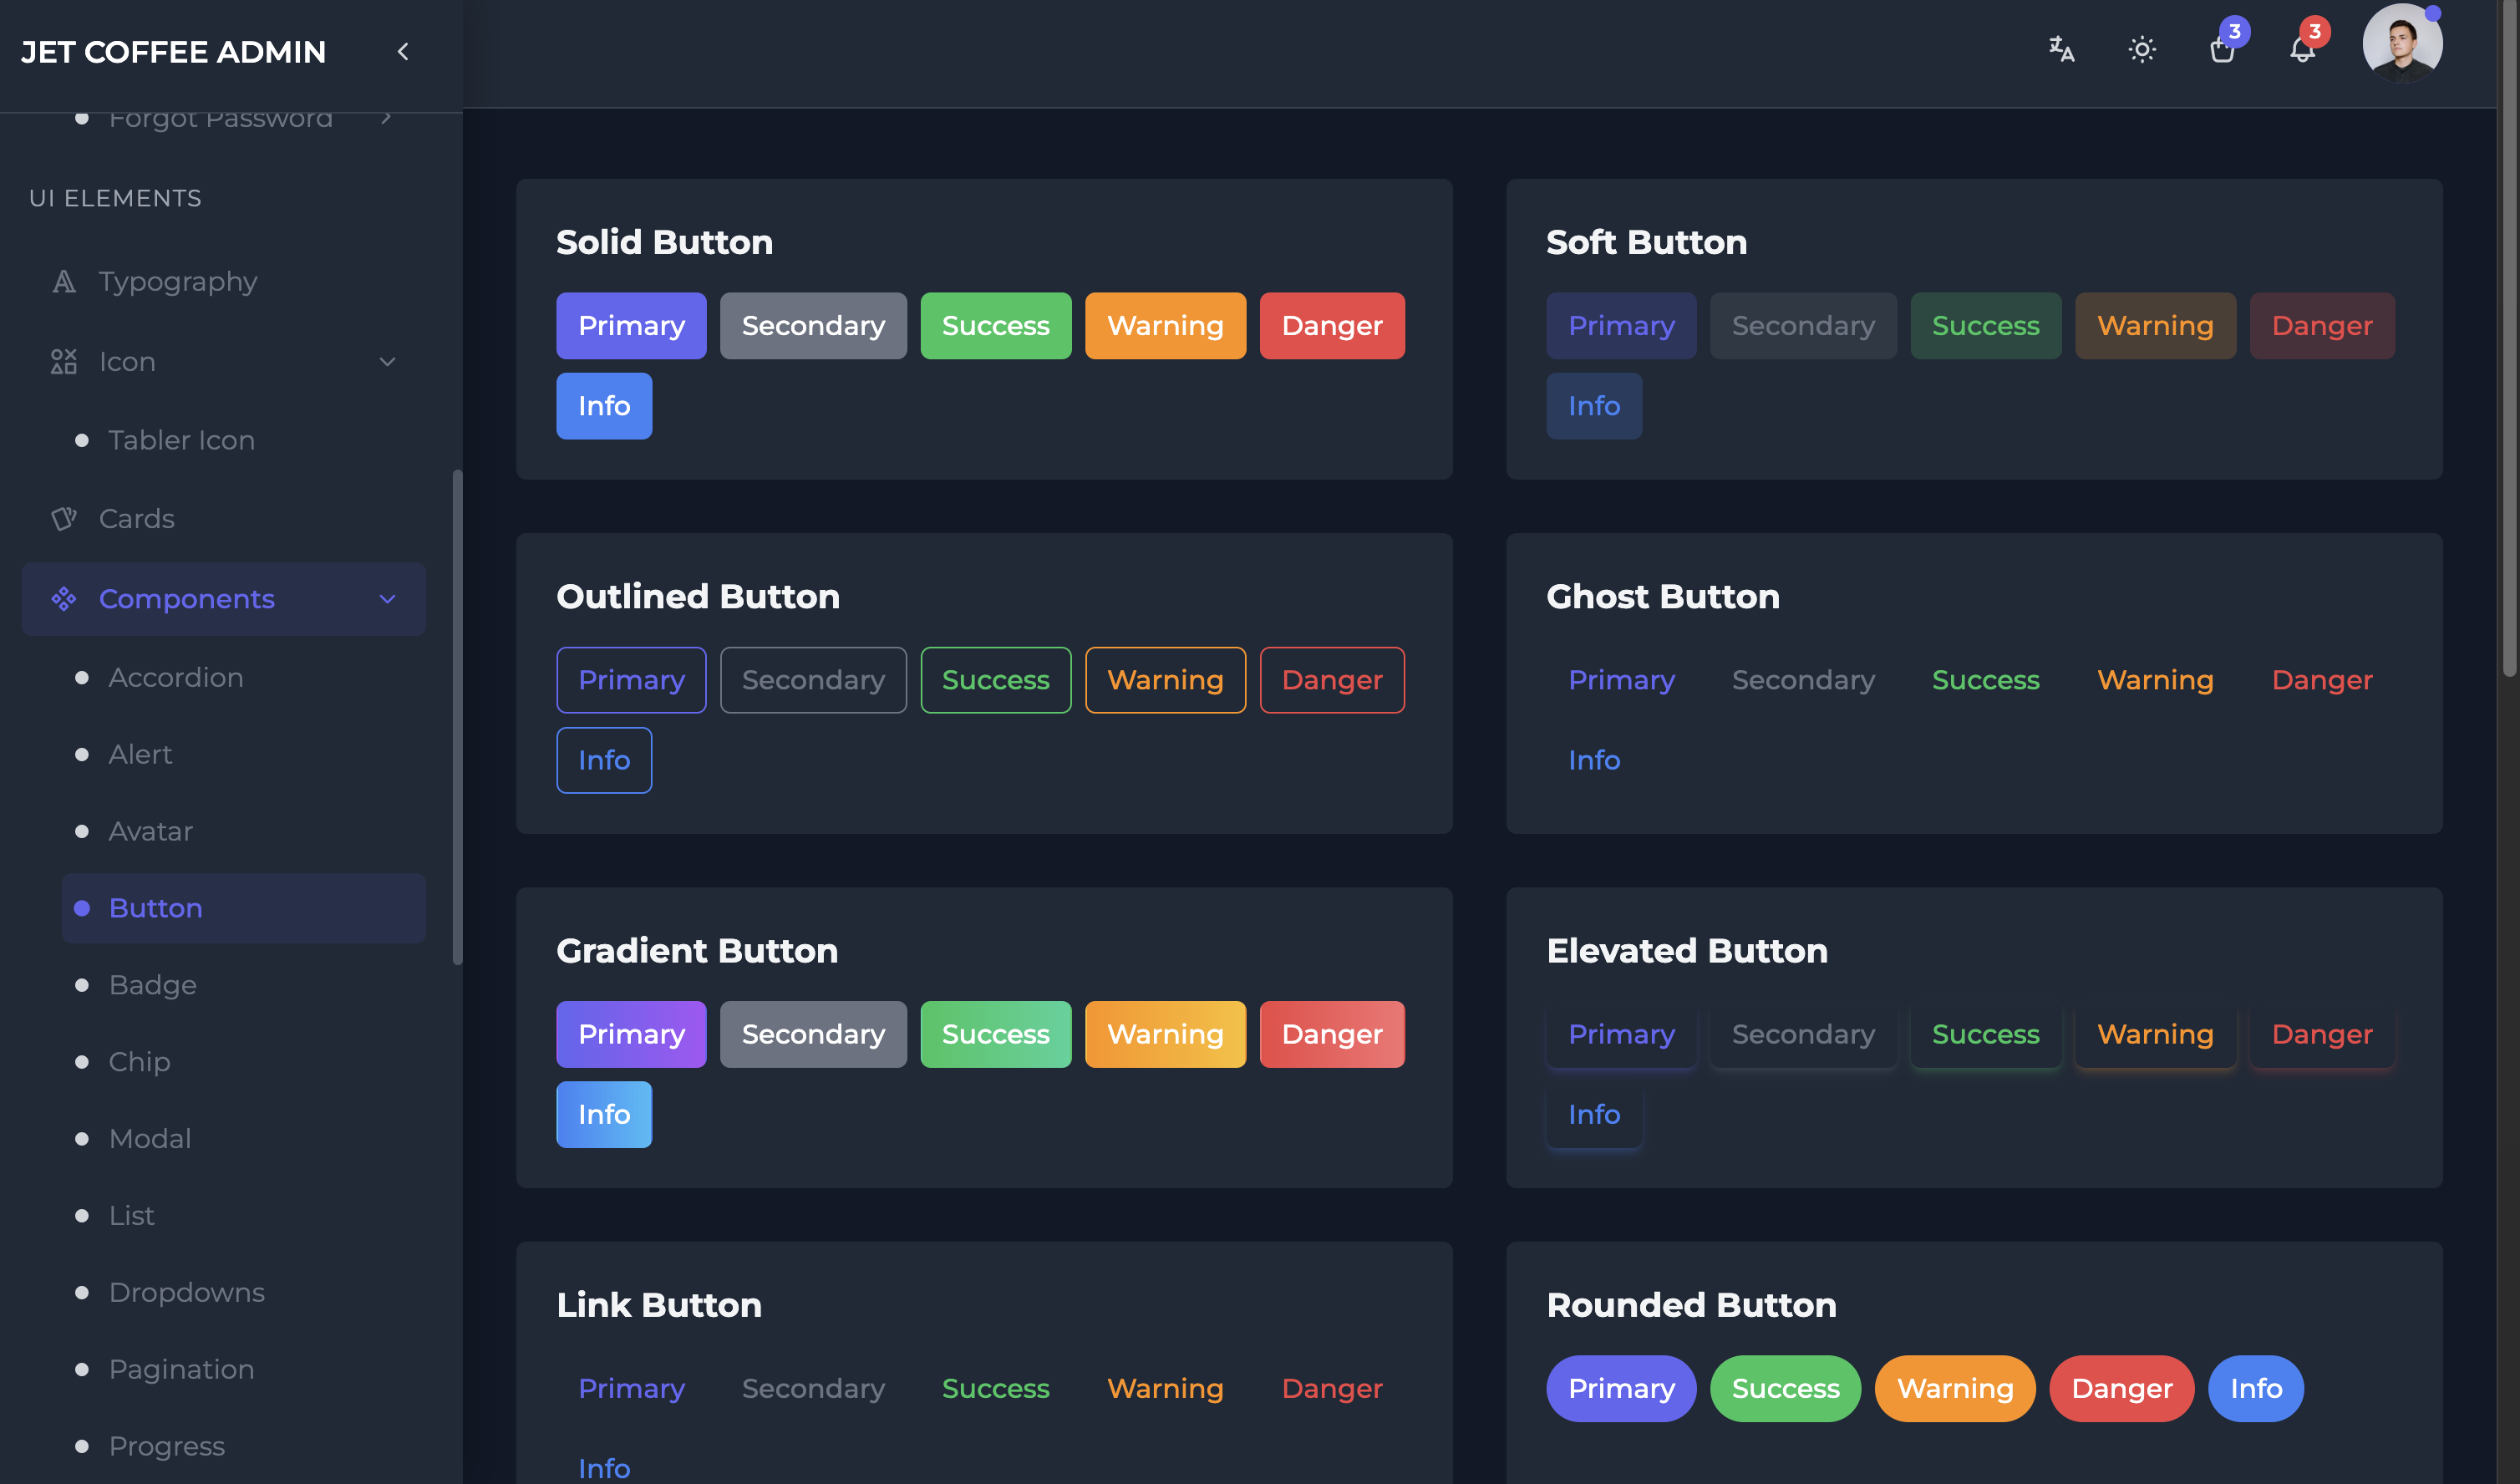 JET COFFEE ADMIN
3
3
Forgot Password
UI ELEMENTS
Typography
Icon
Tabler Icon
Cards
Components
Accordion
Alert
Avatar
Button
Badge
Chip
Modal
List
Dropdowns
Pagination
Progress
Solid Button
Primary Secondary Success Warning Danger
Info
Soft Button
Primary Secondary Success Warning Danger
Info
Outlined Button
Primary Secondary Success Warning Danger
Info
Ghost Button
Primary Secondary Success Warning Danger
Info
Gradient Button
Primary Secondary Success Warning Danger
Info
Elevated Button
Primary Secondary Success Warning Danger
Info
Link Button
Primary Secondary Success Warning Danger
Info
Rounded Button
Primary Success Warning Danger Info